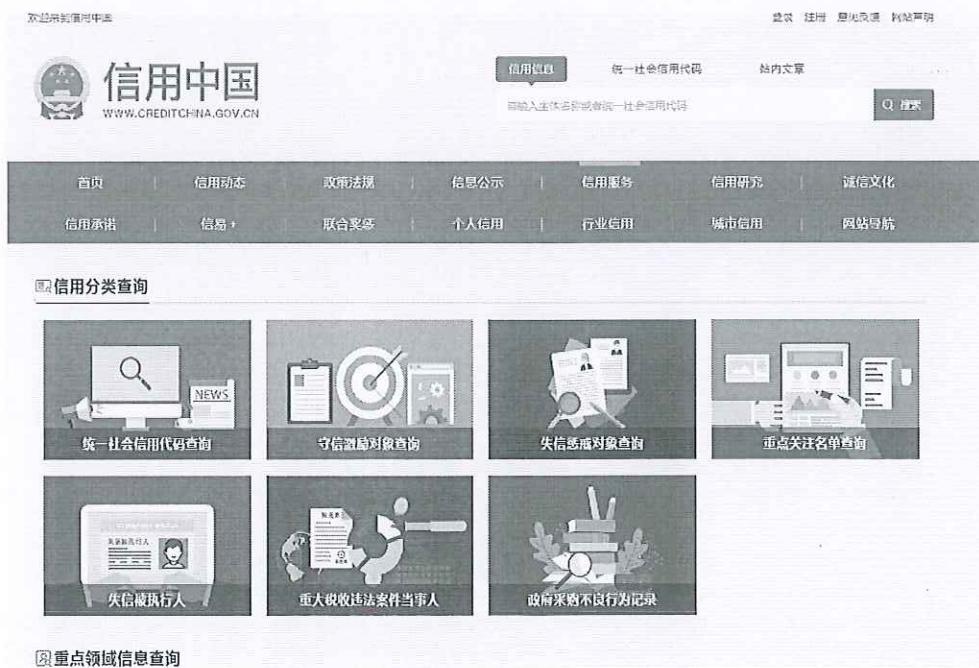 欢迎来到信用中国
登录 注册 意见反馈 网站声明
信用中国
WWW.CREDITCHINA.GOV.CN
信用信息 统一社会信用代码 站内文章
请输入主体名称或者统一社会信用代码 搜索
首页 信用动态 政策法规 信息公示 信用服务 信用研究 诚信文化
信用承诺 信易+ 联合奖惩 个人信用 行业信用 城市信用 网站导航
信用分类查询
NEWS
统一社会信用代码查询 守信激励对象查询 失信惩戒对象查询 重点关注名单查询
失信被执行人
失信被执行人 重大税收违法案件当事人 政府采购不良行为记录
重点领域信息查询